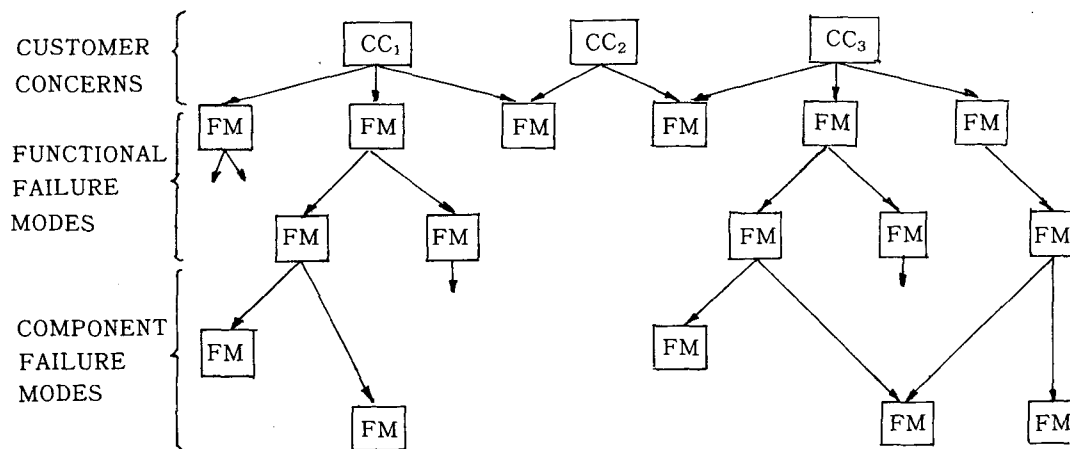 CUSTOMER
CONCERNS
CC₁
CC₂
CC₃
FUNCTIONAL
FAILURE
MODES
FM
FM
FM
FM
FM
FM
FM
FM
FM
FM
FM
COMPONENT
FAILURE
MODES
FM
FM
FM
FM
FM